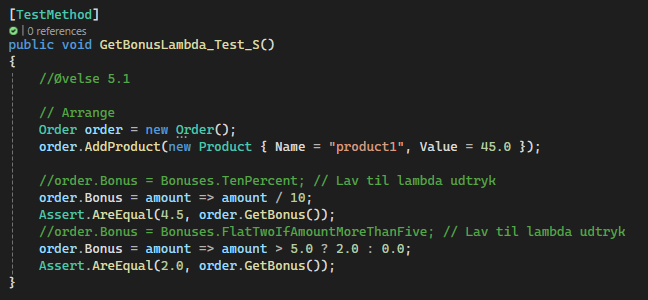 [TestMethod]
| 0 references
public void GetBonusLambda_Test_S()
{
//Øvelse 5.1
// Arrange
Order order = new Order();
order.AddProduct(new Product { Name = "product1", Value = 45.0 });
//order.Bonus = Bonuses.TenPercent; // Lav til lambda udtryk
order.Bonus = amount => amount / 10;
Assert.AreEqual(4.5, order.GetBonus());
//order.Bonus = Bonuses.FlatTwoIfAmountMoreThanFive; // Lav til lambda udtryk
order.Bonus = amount => amount > 5.0 ? 2.0 : 0.0;
Assert.AreEqual(2.0, order.GetBonus());
}